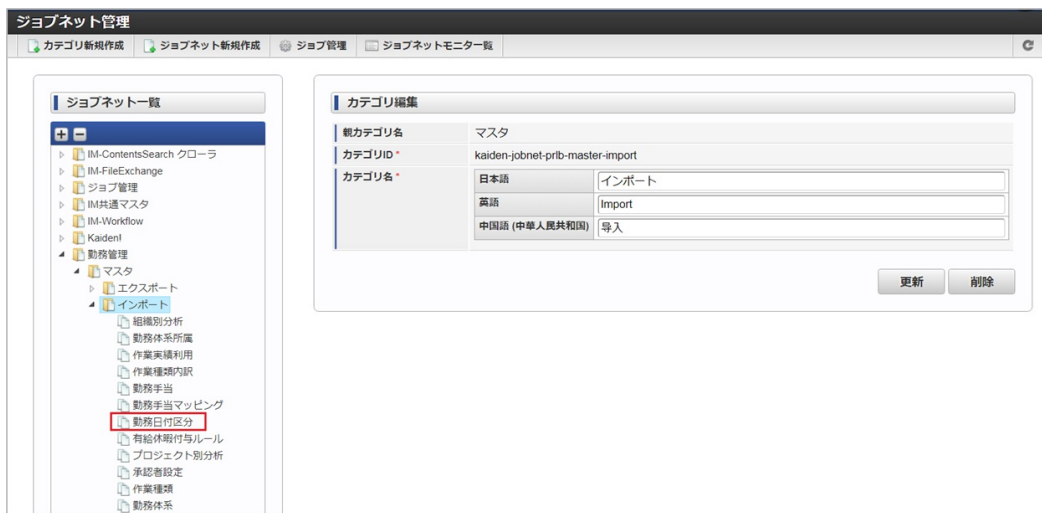 ジョブネット管理
カテゴリ新規作成 ジョブネット新規作成 ジョブ管理 ジョブネットモニタ一覧
ジョブネット一覧
IM-ContentsSearch クローラ
IM-FileExchange
ジョブ管理
IM共通マスタ
IM-Workflow
Kaiden!
勤務管理
マスタ
エクスポート
インポート
組織別分析
勤務体系所属
作業実績利用
作業種類内訳
勤務手当
勤務手当マッピング
勤務日付区分
有給休暇付与ルール
プロジェクト別分析
承認者設定
作業種類
勤務体系
カテゴリ編集
親カテゴリ名 マスタ
カテゴリID * kaiden-jobnet-prlb-master-import
カテゴリ名 * 日本語 インポート
英語 Import
中国語 (中華人民共和国) 导入
更新 削除